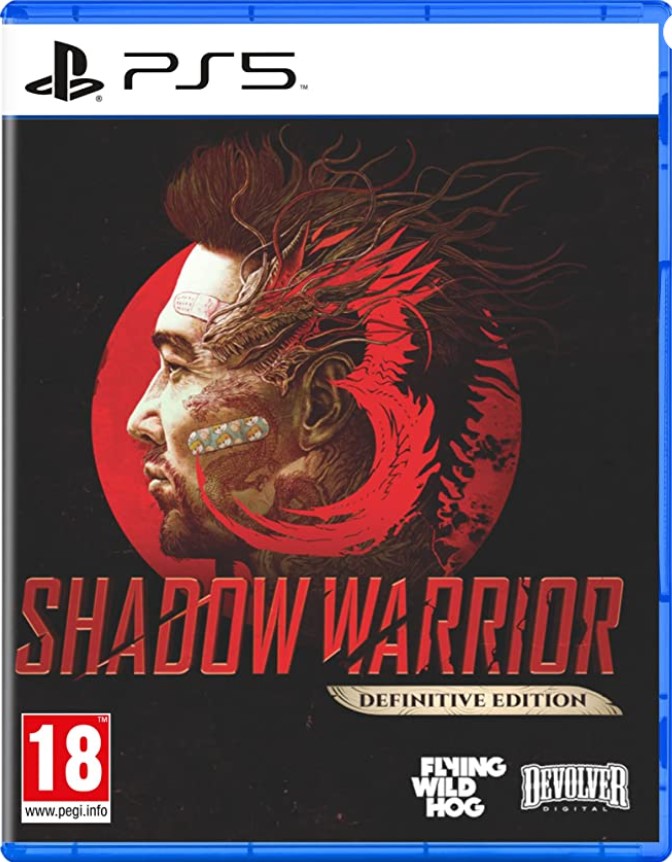 PS5
SHADOW WARRIOR
DEFINITIVE EDITION
18
www.pegi.info
FLYING
WILD
HOG
DEVOLVER
DIGITAL